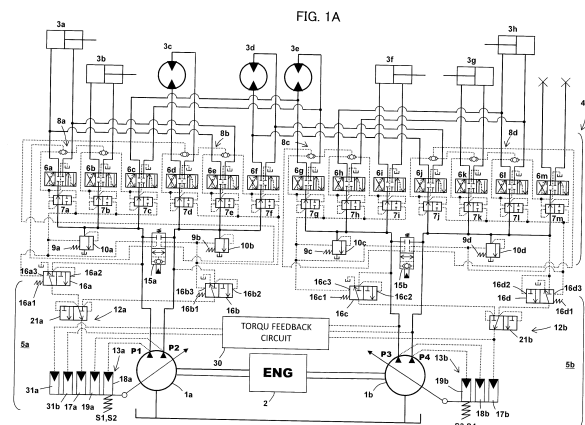 FIG. 1A
3a 3b 3c 3d 3e 3f 3g 3h
4
8a 8b 8c 8d
6a 6b 6c 6d 6e 6f 6g 6h 6i 6j 6k 6l 6m
7a 7b 7c 7d 7e 7f 7g 7h 7i 7j 7k 7l 7m
9a 10a 15a 9b 10b 9c 10c 15b 9d 10d
16a3 16a2 16a 16a1
16b3 16b2 16b1 16b
16c3 16c1 16c2 16c
16d2 16d3 16d 16d1
21a 12a 21b 12b
5a 5b
TORQU FEEDBACK
CIRCUIT
30
P1 P2 P3 P4
13a 13b
18a 19b
ENG
31a 31b 17a 19a 1a 2 1b 18b 17b
S1,S2